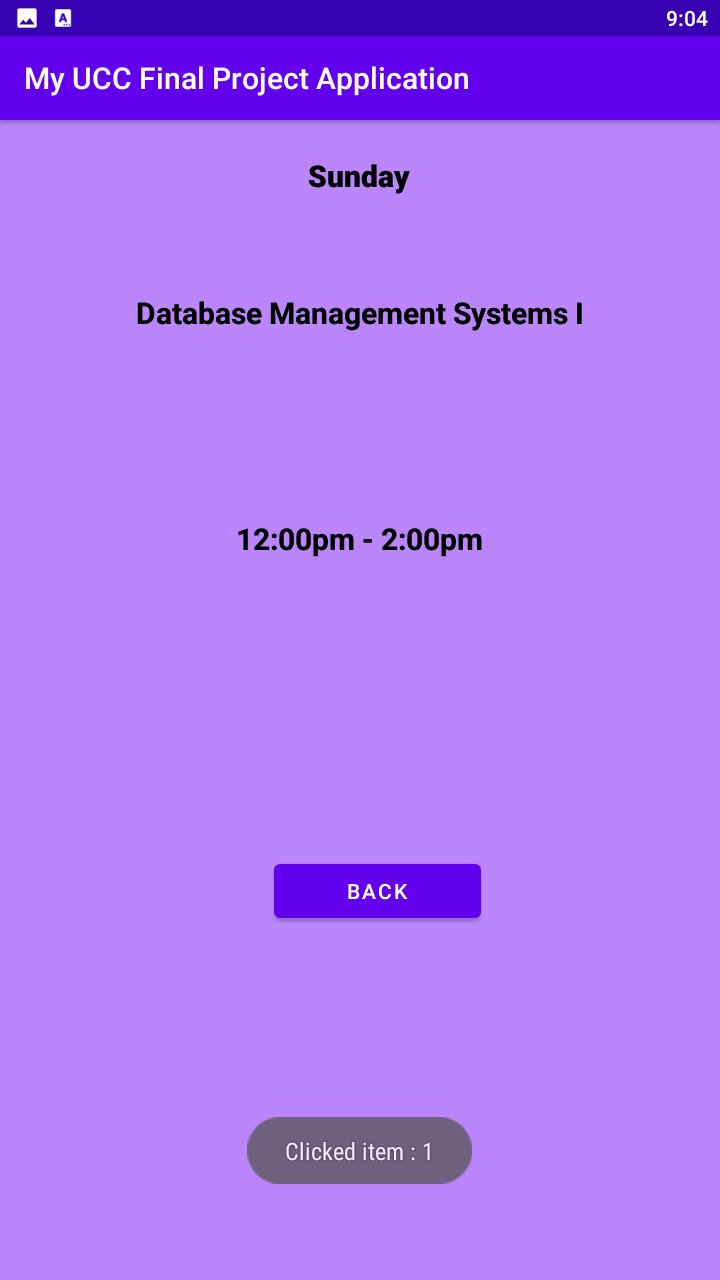 9:04
My UCC Final Project Application
Sunday
Database Management Systems I
12:00pm - 2:00pm
BACK
Clicked item : 1